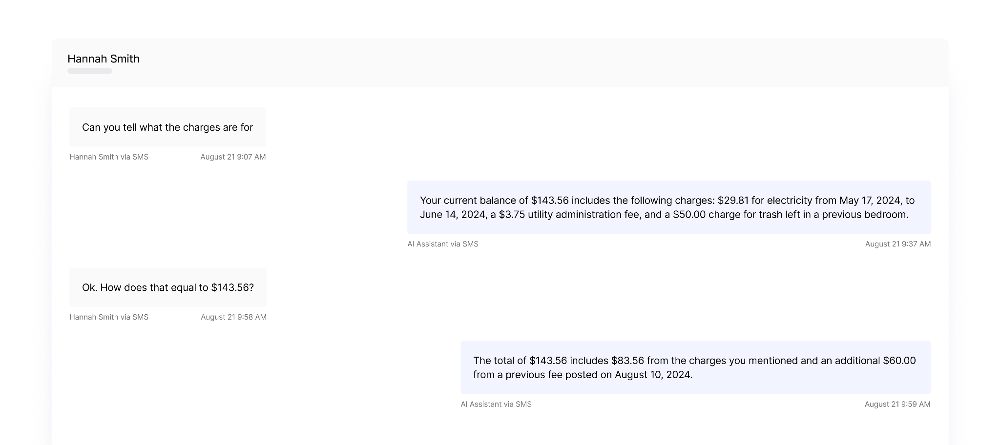 Hannah Smith
Can you tell what the charges are for
Hannah Smith via SMS August 21 9:07 AM
Your current balance of $143.56 includes the following charges: $29.81 for electricity from May 17, 2024, to
June 14, 2024, a $3.75 utility administration fee, and a $50.00 charge for trash left in a previous bedroom.
AI Assistant via SMS August 21 9:37 AM
Ok. How does that equal to $143.56?
Hannah Smith via SMS August 21 9:58 AM
The total of $143.56 includes $83.56 from the charges you mentioned and an additional $60.00
from a previous fee posted on August 10, 2024.
AI Assistant via SMS August 21 9:59 AM